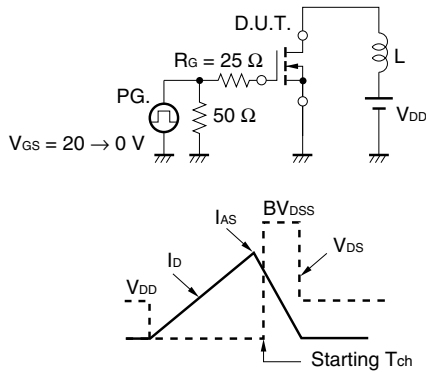 D.U.T.
RG = 25 Ω
L
PG.
50 Ω
VDD
VGS = 20 → 0 V
BVDSS
IAS
ID
VDS
VDD
Starting Tch